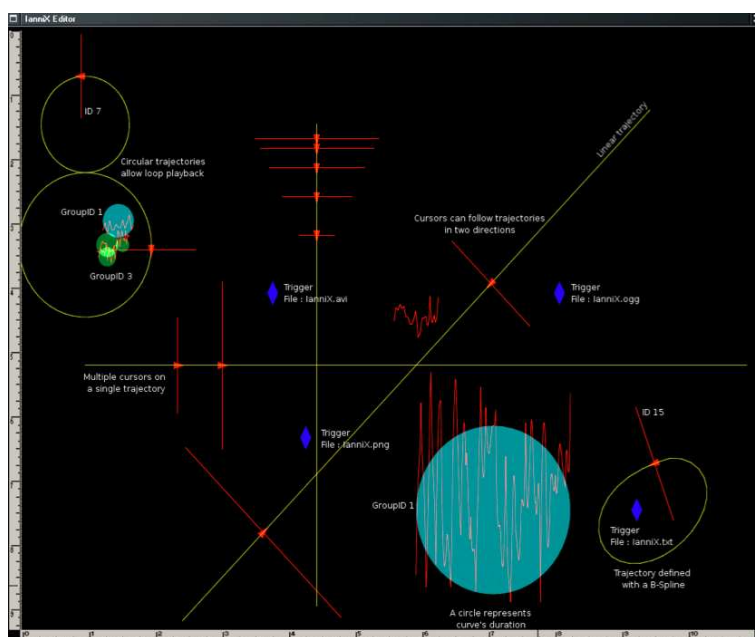 IanniX Editor
ID 7
Linear trajectory
Circular trajectories
allow loop playback
GroupID 1
GroupID 3
Cursors can follow trajectories
in two directions
Trigger
File : IanniX.avi
Trigger
File : IanniX.ogg
Multiple cursors on
a single trajectory
ID 15
Trigger
File : IanniX.png
GroupID 1
Trigger
File : IanniX.txt
Trajectory defined
with a B-Spline
A circle represents
curve's duration